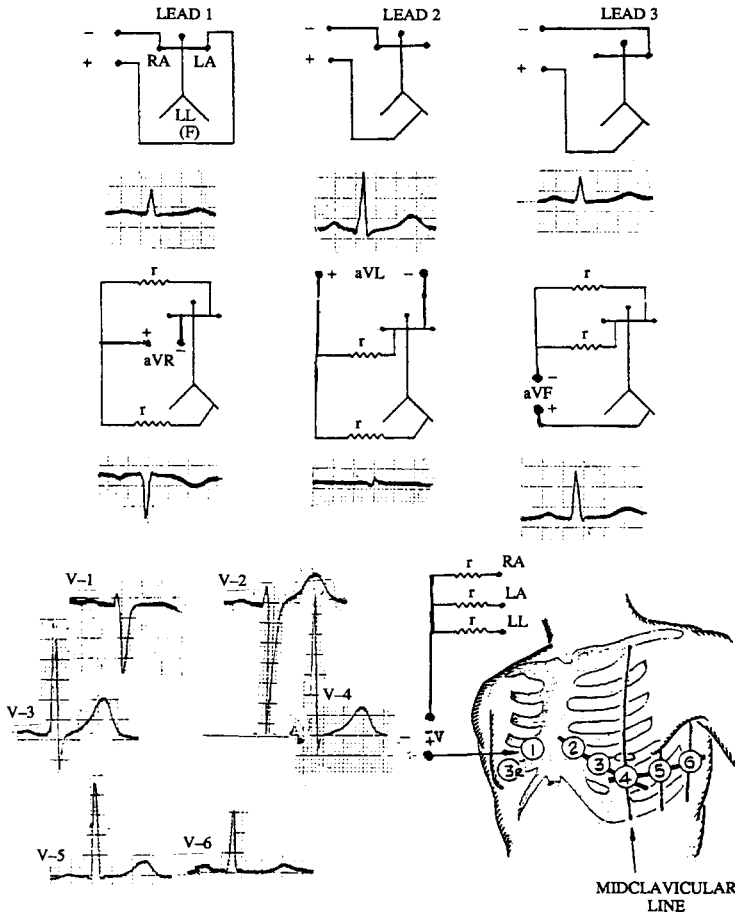 LEAD 1
LEAD 2
LEAD 3
−
+
RA
LA
LL
(F)
−
+
−
+
r
+
aVR
−
r
+
aVL
−
r
r
r
r
−
aVF
+
V–1
V–2
V–3
V–4
V–5
V–6
r
RA
r
LA
r
LL
−
+V
1
2
3
4
5
6
3R
MIDCLAVICULAR
LINE